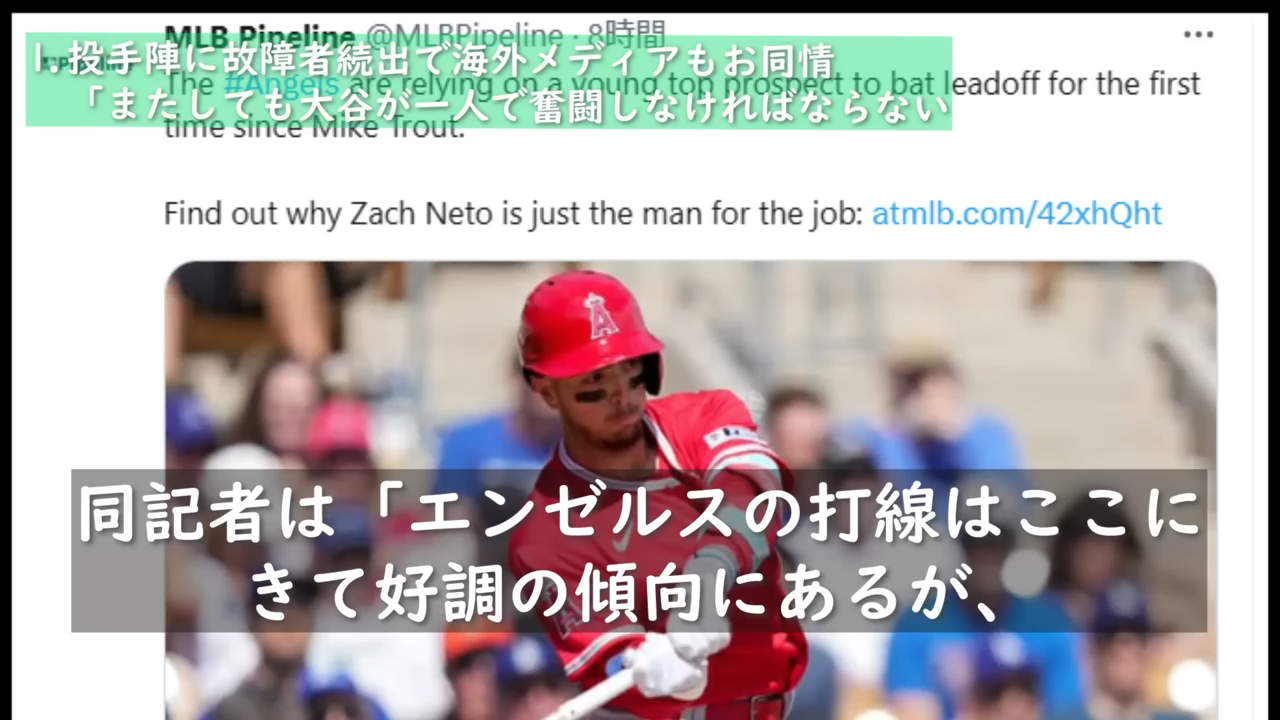 MLB Pipeline @MLBPipeline · 8時間
1.投手陣に故障者続出で海外メディアもお同情
「またしても大谷が一人で奮闘しなければならない
The #Angels are relying on a young top prospect to bat leadoff for the first
time since Mike Trout.
Find out why Zach Neto is just the man for the job: atmlb.com/42xhQht
同記者は「エンゼルスの打線はここに
きて好調の傾向にあるが、